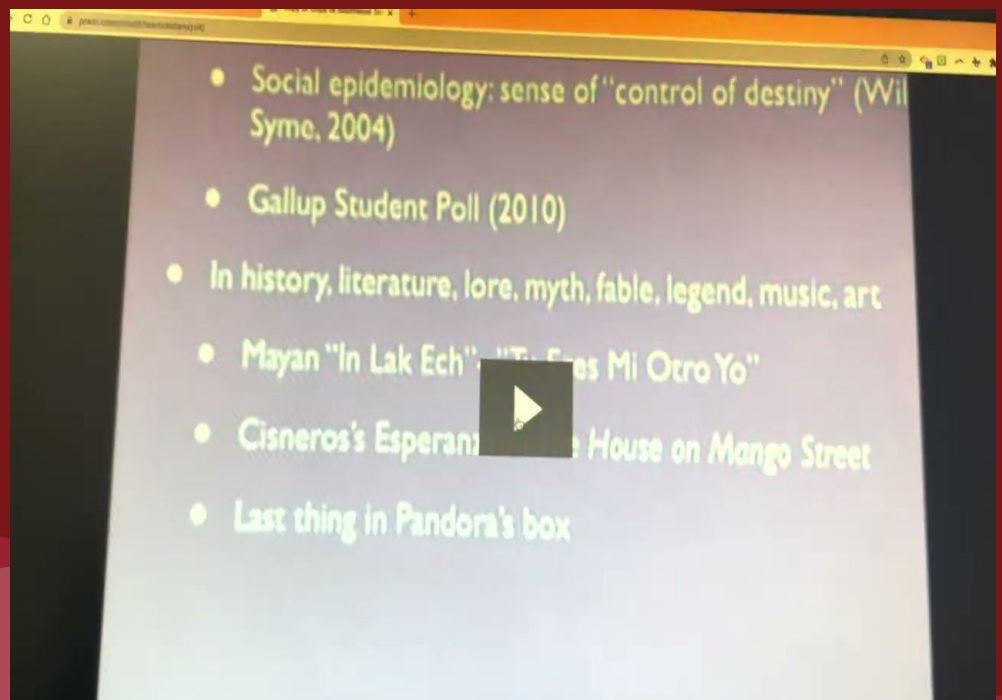 Social epidemiology: sense of "control of destiny" (Wil
Syme, 2004)
Gallup Student Poll (2010)
In history, literature, lore, myth, fable, legend, music, art
Mayan "In Lak Ech" Mi Otro Yo"
Cisneros's House on Mango Street
Last thing in Pandora's box